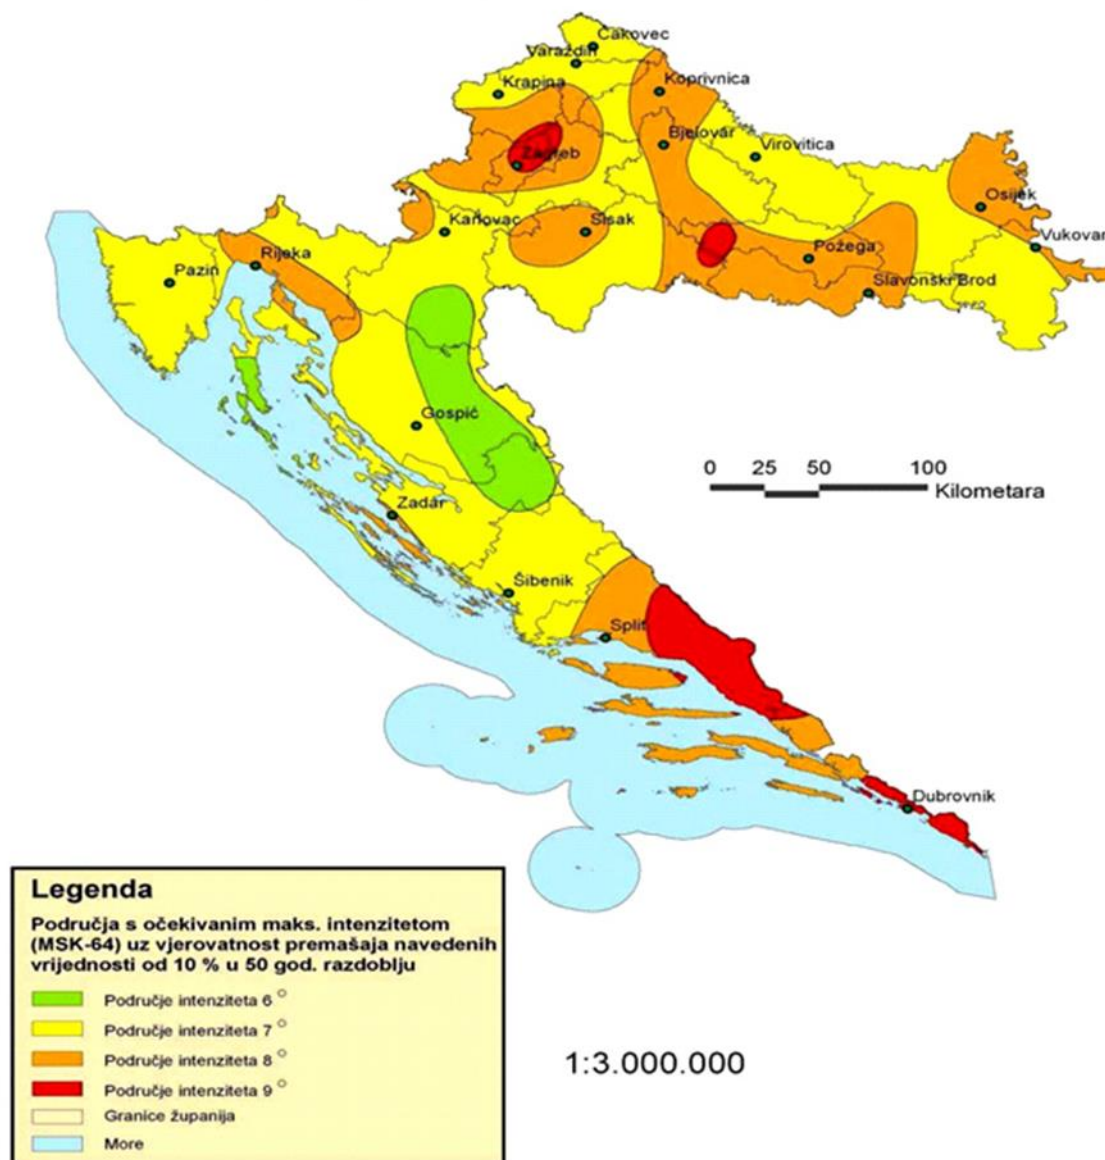 Čakovec
Varaždin
Krapina
Koprivnica
Bjelovar
Virovitica
Zagreb
Osijek
Karlovac
Sisak
Vukovar
Rijeka
Požega
Pazin
Slavonski Brod
Gospić
0 25 50 100
Kilometara
Zadar
Šibenik
Split
Dubrovnik
Legenda
Područja s očekivanim maks. intenzitetom
(MSK-64) uz vjerovatnost premašaja navedenih
vrijednosti od 10 % u 50 god. razdoblju
Područje intenziteta 6 °
Područje intenziteta 7 °
Područje intenziteta 8 °
Područje intenziteta 9 °
Granice županija
More
1:3.000.000